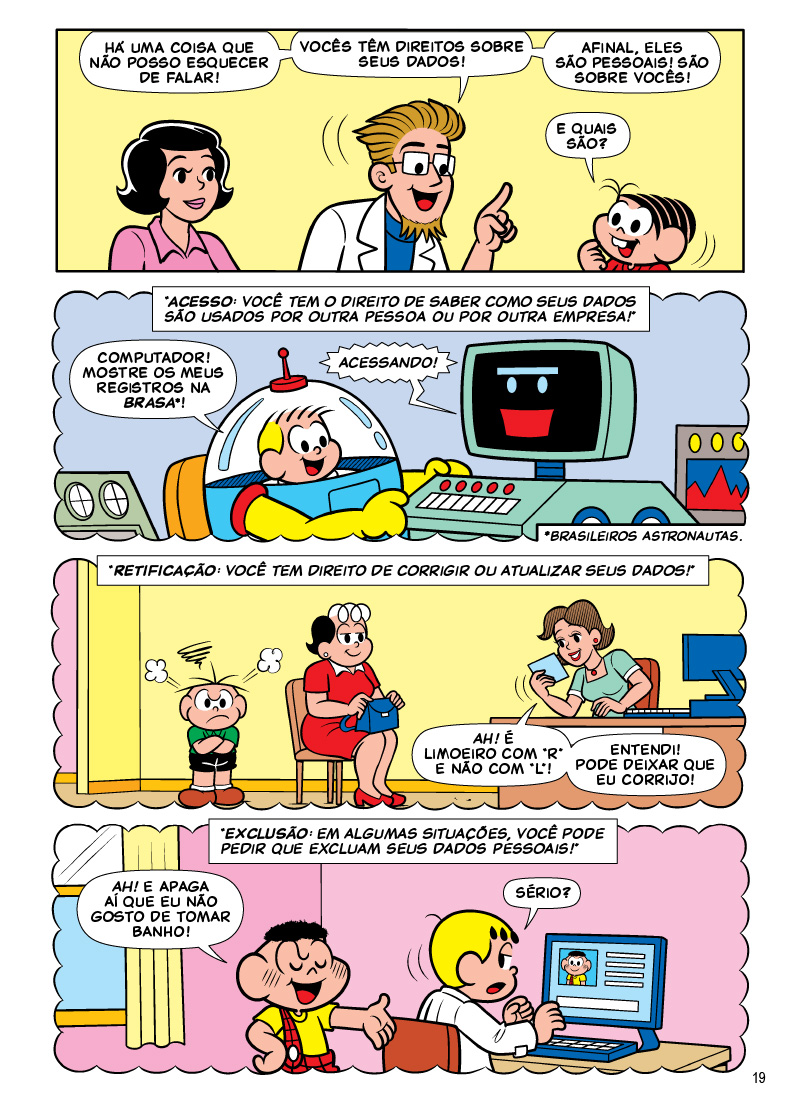 HÁ UMA COISA QUE
NÃO POSSO ESQUECER
DE FALAR!
VOCÊS TÊM DIREITOS SOBRE
SEUS DADOS!
AFINAL, ELES
SÃO PESSOAIS! SÃO
SOBRE VOCÊS!
E QUAIS
SÃO?
"ACESSO: VOCÊ TEM O DIREITO DE SABER COMO SEUS DADOS
SÃO USADOS POR OUTRA PESSOA OU POR OUTRA EMPRESA!"
COMPUTADOR!
MOSTRE OS MEUS
REGISTROS NA
BRASA*!
ACESSANDO!
*BRASILEIROS ASTRONAUTAS.
"RETIFICAÇÃO: VOCÊ TEM DIREITO DE CORRIGIR OU ATUALIZAR SEUS DADOS!"
AH! É
LIMOEIRO COM "R"
E NÃO COM "L"!
ENTENDI!
PODE DEIXAR QUE
EU CORRIJO!
"EXCLUSÃO: EM ALGUMAS SITUAÇÕES, VOCÊ PODE
PEDIR QUE EXCLUAM SEUS DADOS PESSOAIS!"
AH! E APAGA
AÍ QUE EU NÃO
GOSTO DE TOMAR
BANHO!
SÉRIO?
19